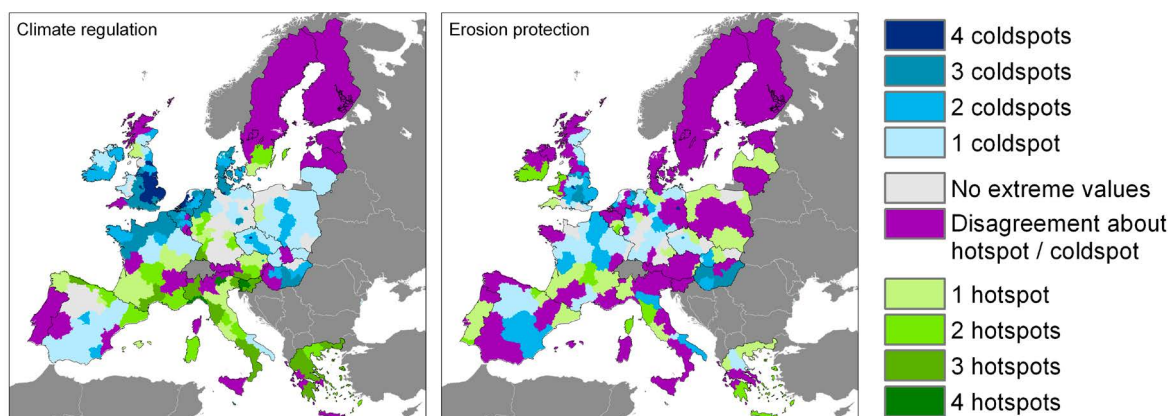 Climate regulation
Erosion protection
4 coldspots
3 coldspots
2 coldspots
1 coldspot
No extreme values
Disagreement about
hotspot / coldspot
1 hotspot
2 hotspots
3 hotspots
4 hotspots